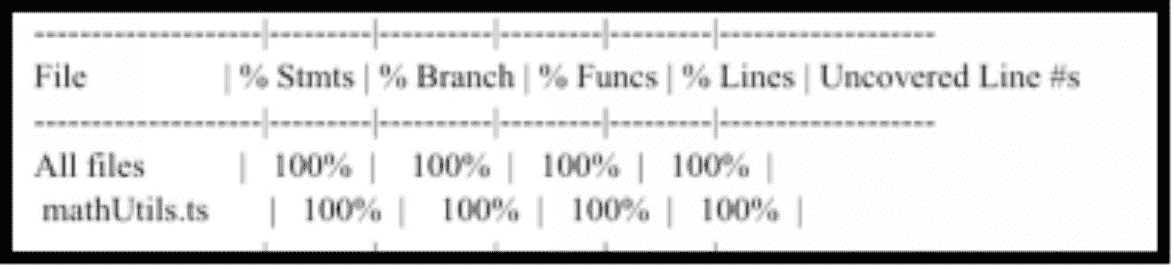 --------------------|---------|----------|---------|---------|-------------------
File | % Stmts | % Branch | % Funcs | % Lines | Uncovered Line #s
--------------------|---------|----------|---------|---------|-------------------
All files | 100% | 100% | 100% | 100% |
mathUtils.ts | 100% | 100% | 100% | 100% |